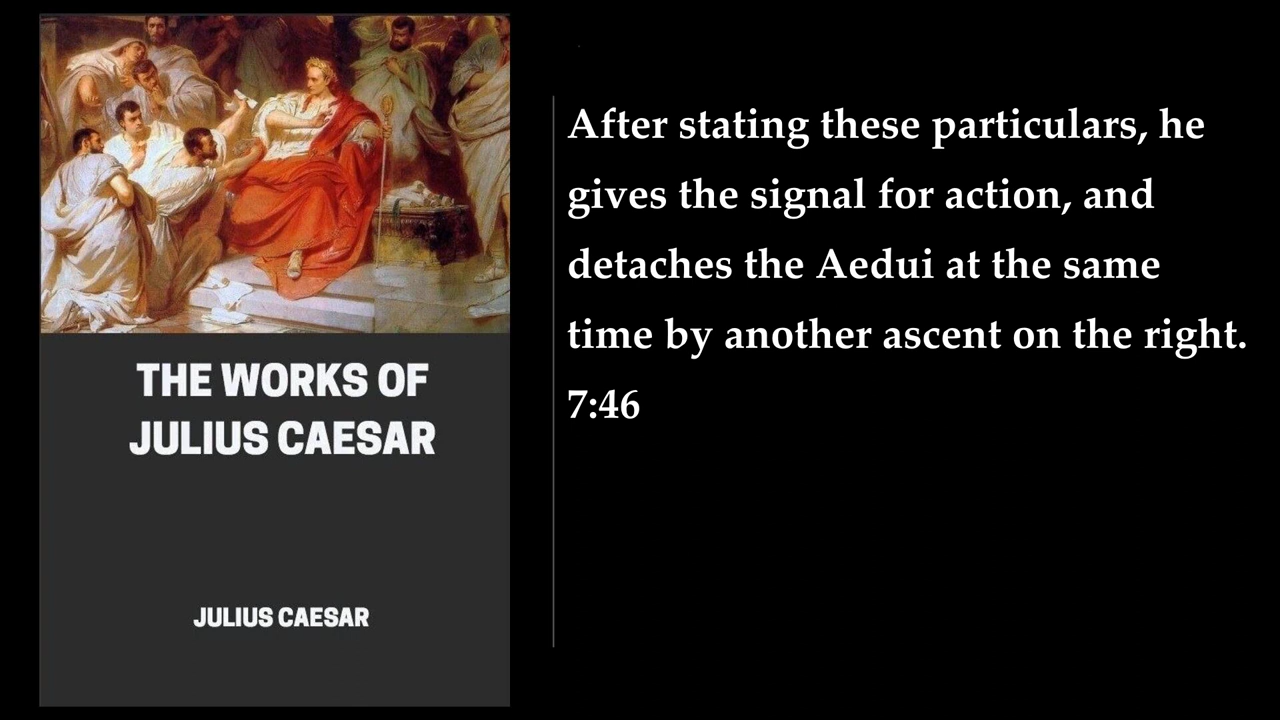 THE WORKS OF
JULIUS CAESAR
JULIUS CAESAR
After stating these particulars, he
gives the signal for action, and
detaches the Aedui at the same
time by another ascent on the right.
7:46